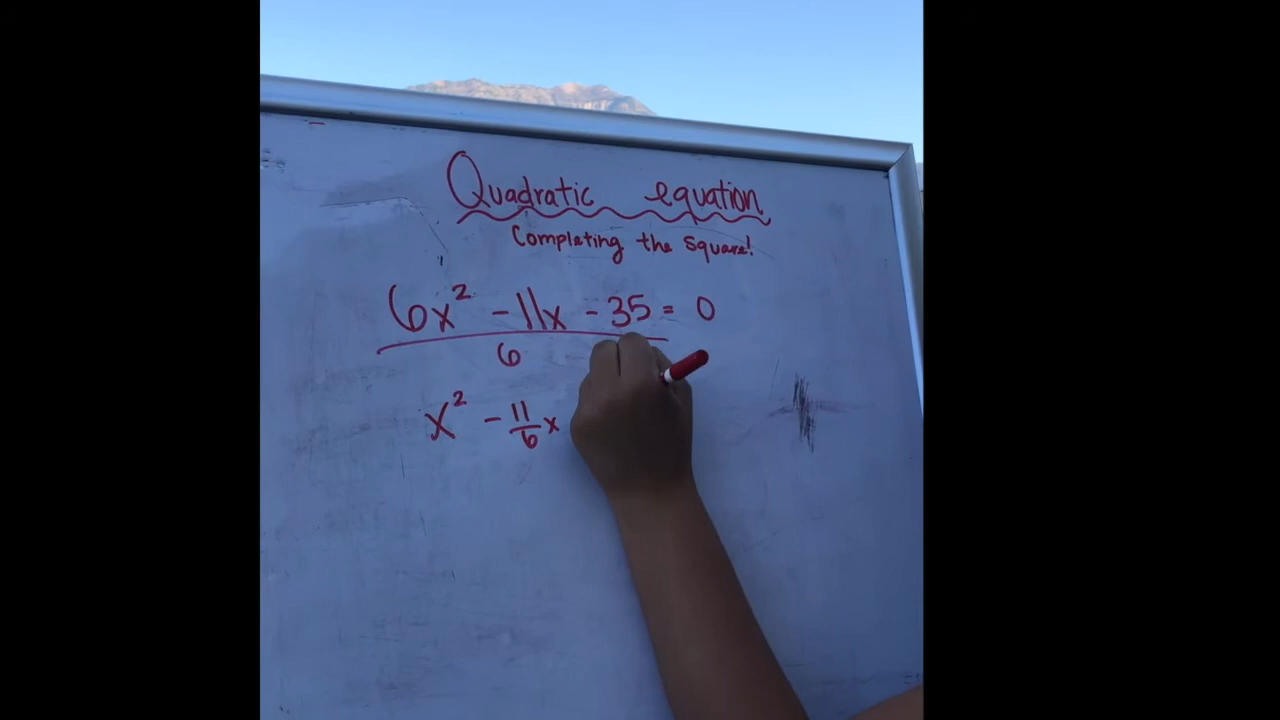 Quadratic equation
Completing the square!
6x² - 11x - 35 = 0
6
x² - 11/6 x